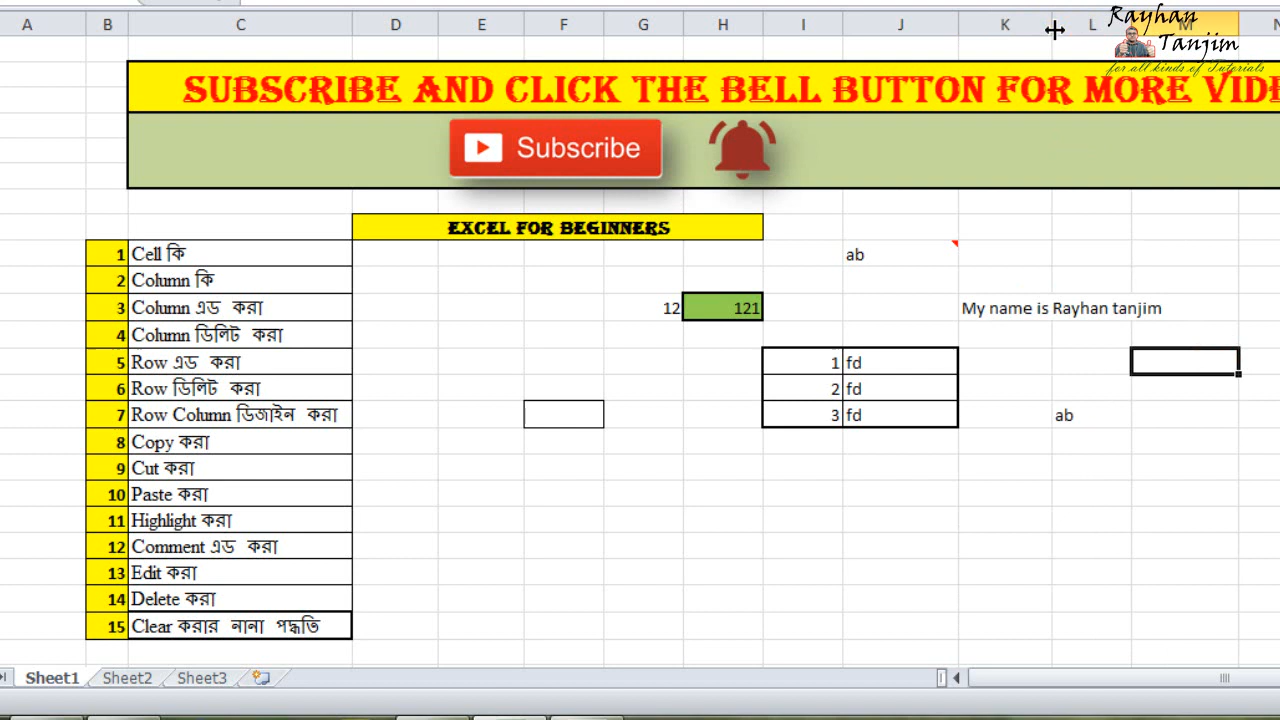 A B C D E F G H I J K L M N
Rayhan
Tanjim
for all kinds of Tutorials
SUBSCRIBE AND CLICK THE BELL BUTTON FOR MORE VIDE
Subscribe
EXCEL FOR BEGINNERS
1 Cell কি ab
2 Column কি
3 Column এড করা 12 121 My name is Rayhan tanjim
4 Column ডিলিট করা
5 Row এড করা 1 fd
6 Row ডিলিট করা 2 fd
7 Row Column ডিজাইন করা 3 fd ab
8 Copy করা
9 Cut করা
10 Paste করা
11 Highlight করা
12 Comment এড করা
13 Edit করা
14 Delete করা
15 Clear করার নানা পদ্ধতি
Sheet1 Sheet2 Sheet3